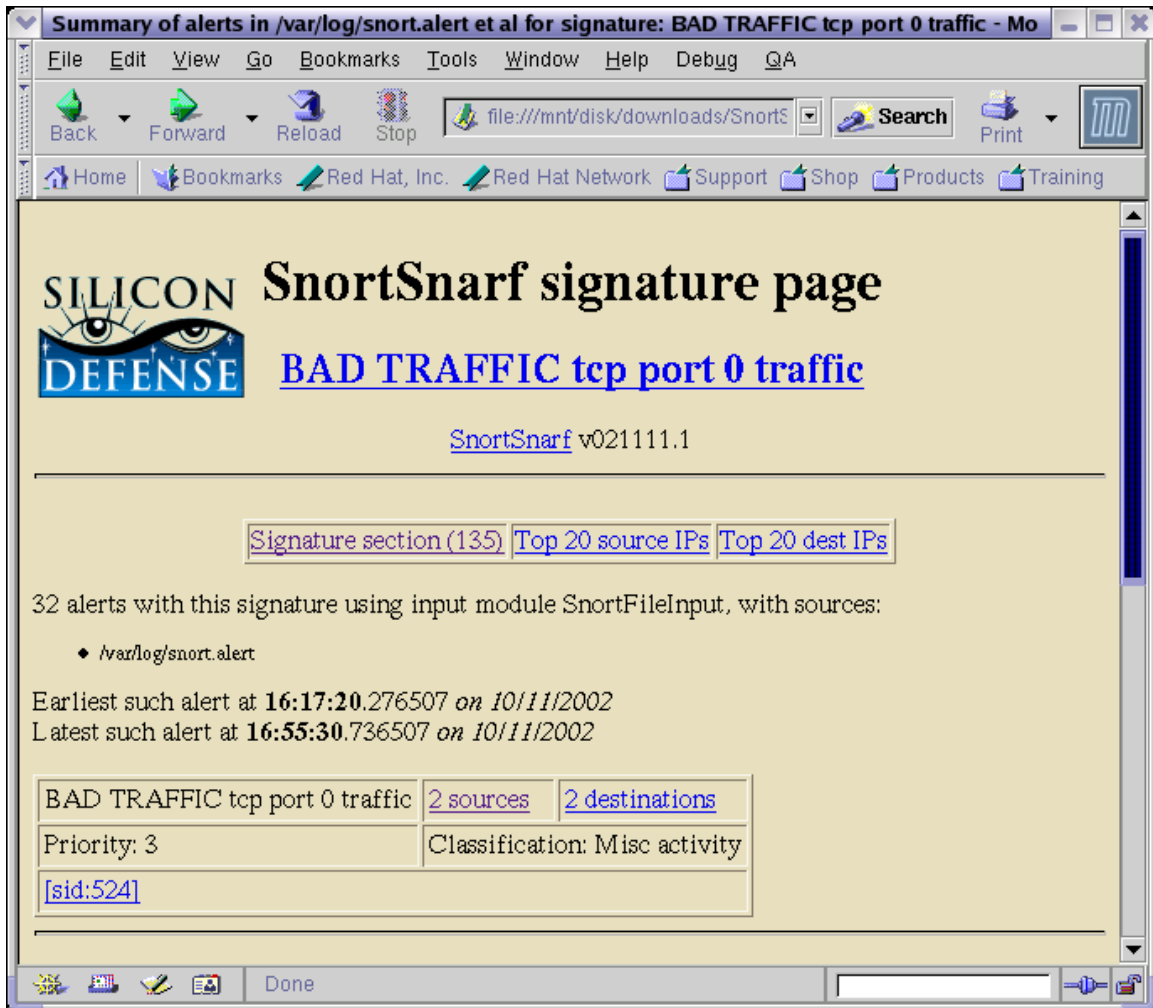 Summary of alerts in /var/log/snort.alert et al for signature: BAD TRAFFIC tcp port 0 traffic - Mo
File Edit View Go Bookmarks Tools Window Help Debug QA
Back Forward Reload Stop file:///mnt/disk/downloads/SnortS Search Print m
Home Bookmarks Red Hat, Inc. Red Hat Network Support Shop Products Training
SILICON
DEFENSE
SnortSnarf signature page
BAD TRAFFIC tcp port 0 traffic
SnortSnarf v021111.1
Signature section (135) Top 20 source IPs Top 20 dest IPs
32 alerts with this signature using input module SnortFileInput, with sources:
♦ /var/log/snort.alert
Earliest such alert at 16:17:20.276507 on 10/11/2002
Latest such alert at 16:55:30.736507 on 10/11/2002
BAD TRAFFIC tcp port 0 traffic 2 sources 2 destinations
Priority: 3 Classification: Misc activity
[sid:524]
Done